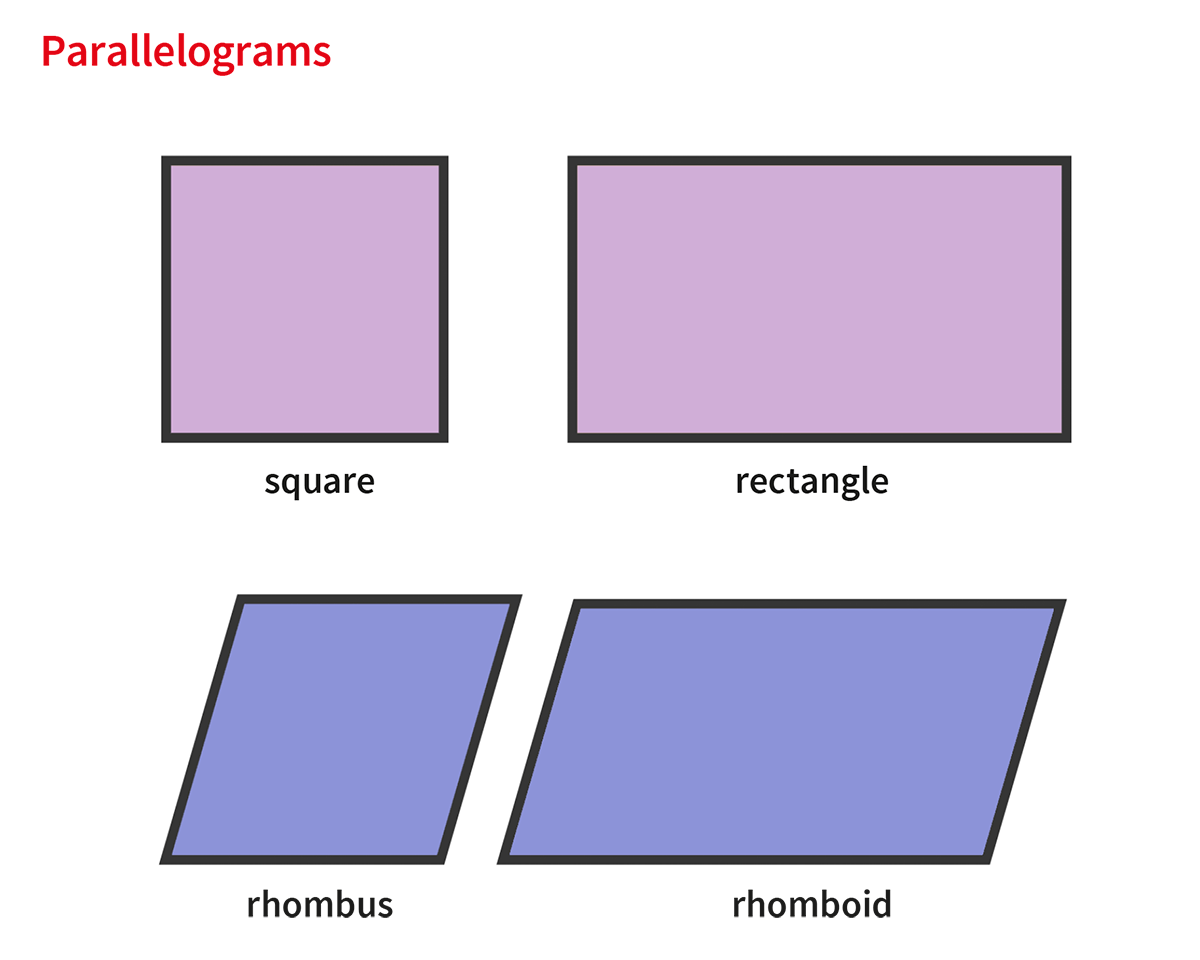 Parallelograms
square
rectangle
rhombus
rhomboid